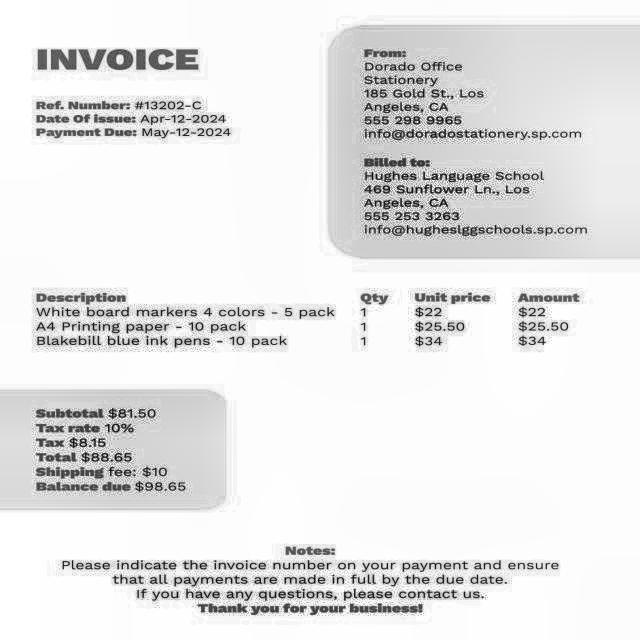 INVOICE
Ref. Number: #13202-C
Date Of issue: Apr-12-2024
Payment Due: May-12-2024
From:
Dorado Office
Stationery
185 Gold St., Los
Angeles, CA
555 298 9965
info@doradostationery.sp.com
Billed to:
Hughes Language School
469 Sunflower Ln., Los
Angeles, CA
555 253 3263
info@hugheslggschools.sp.com
Description Qty Unit price Amount
White board markers 4 colors - 5 pack 1 $22 $22
A4 Printing paper - 10 pack 1 $25.50 $25.50
Blakebill blue ink pens - 10 pack 1 $34 $34
Subtotal $81.50
Tax rate 10%
Tax $8.15
Total $88.65
Shipping fee: $10
Balance due $98.65
Notes:
Please indicate the invoice number on your payment and ensure
that all payments are made in full by the due date.
If you have any questions, please contact us.
Thank you for your business!